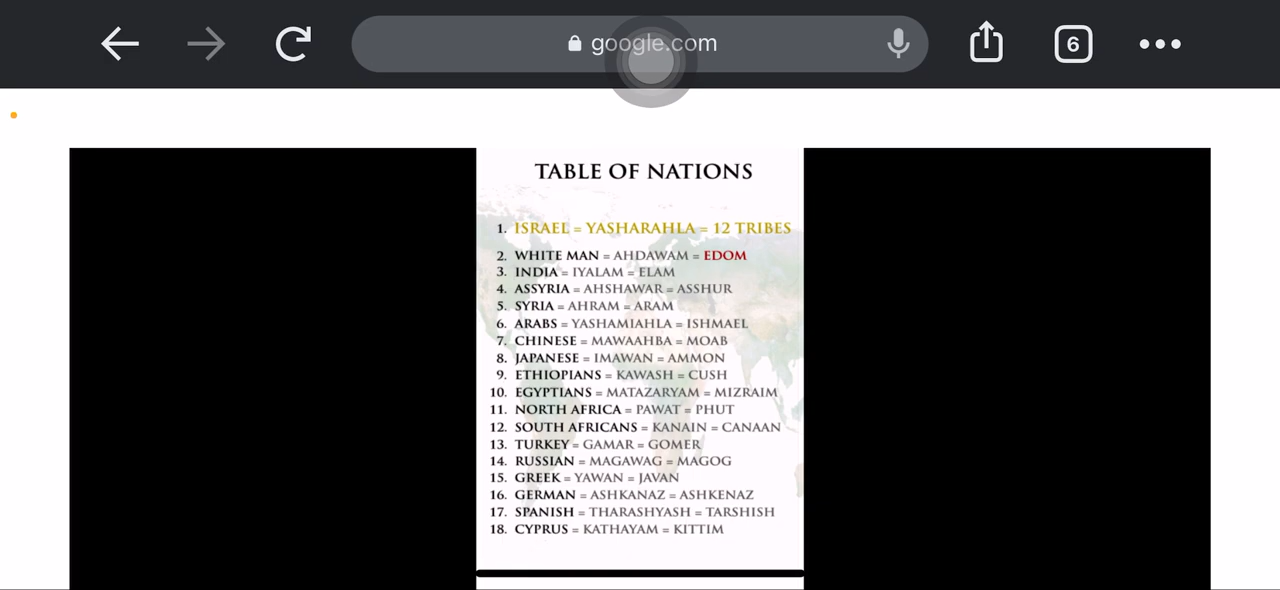 google.com
6
TABLE OF NATIONS
1. ISRAEL = YASHARAHLA = 12 TRIBES
2. WHITE MAN = AHDAWAM = EDOM
3. INDIA = IYALAM = ELAM
4. ASSYRIA = AHSHAWAR = ASSHUR
5. SYRIA = AHRAM = ARAM
6. ARABS = YASHAMIAHLA = ISHMAEL
7. CHINESE = MAWAAHBA = MOAB
8. JAPANESE = IMAWAN = AMMON
9. ETHIOPIANS = KAWASH = CUSH
10. EGYPTIANS = MATAZARYAM = MIZRAIM
11. NORTH AFRICA = PAWAT = PHUT
12. SOUTH AFRICANS = KANAIN = CANAAN
13. TURKEY = GAMAR = GOMER
14. RUSSIAN = MAGAWAG = MAGOG
15. GREEK = YAWAN = JAVAN
16. GERMAN = ASHKANAZ = ASHKENAZ
17. SPANISH = THARASHYASH = TARSHISH
18. CYPRUS = KATHAYAM = KITTIM